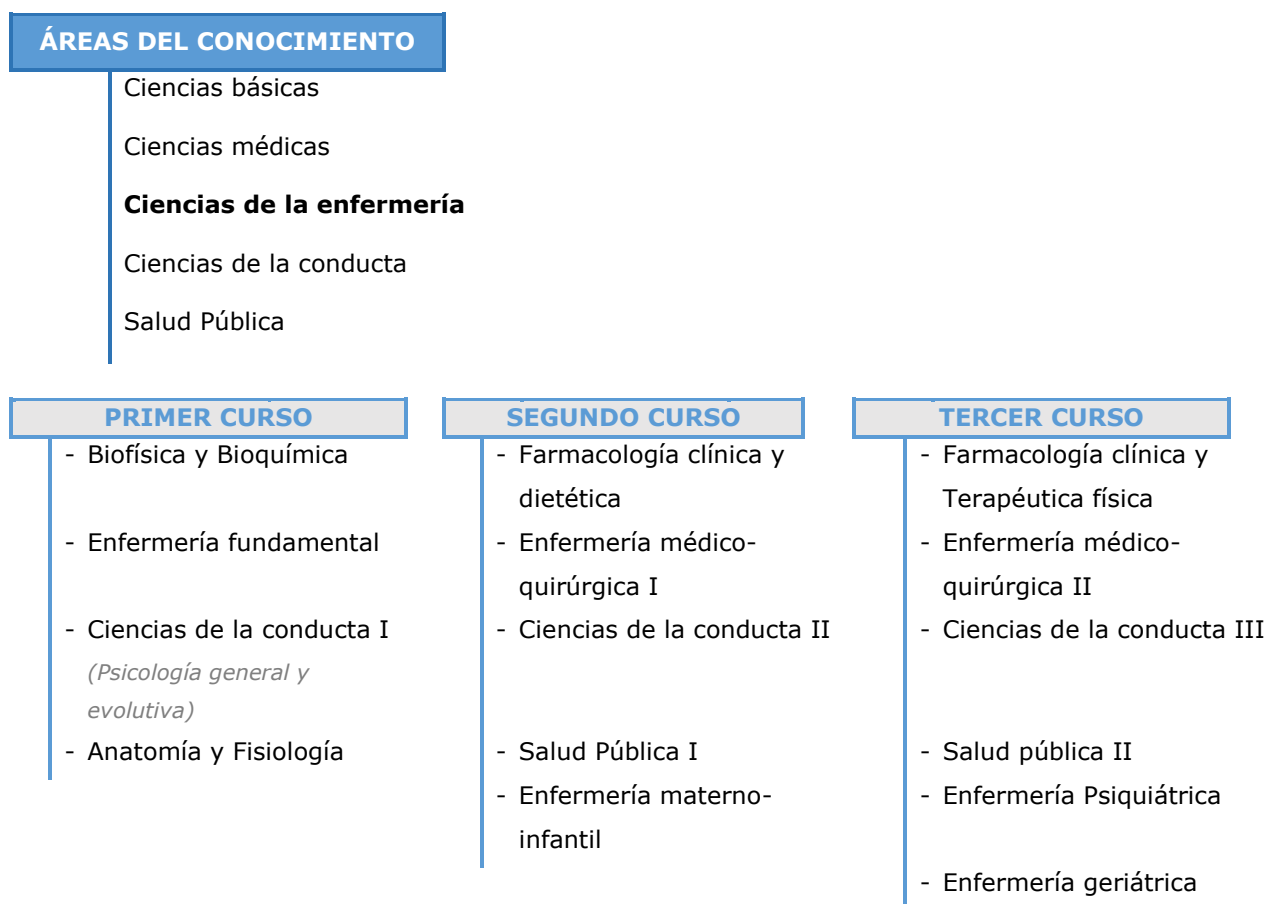 ÁREAS DEL CONOCIMIENTO
Ciencias básicas
Ciencias médicas
Ciencias de la enfermería
Ciencias de la conducta
Salud Pública
PRIMER CURSO
- Biofísica y Bioquímica
- Enfermería fundamental
- Ciencias de la conducta I
(Psicología general y
evolutiva)
- Anatomía y Fisiología
SEGUNDO CURSO
- Farmacología clínica y
dietética
- Enfermería médico-
quirúrgica I
- Ciencias de la conducta II
- Salud Pública I
- Enfermería materno-
infantil
TERCER CURSO
- Farmacología clínica y
Terapéutica física
- Enfermería médico-
quirúrgica II
- Ciencias de la conducta III
- Salud pública II
- Enfermería Psiquiátrica
- Enfermería geriátrica